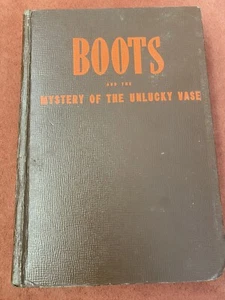 BOOTS
AND THE
MYSTERY OF THE UNLUCKY VASE